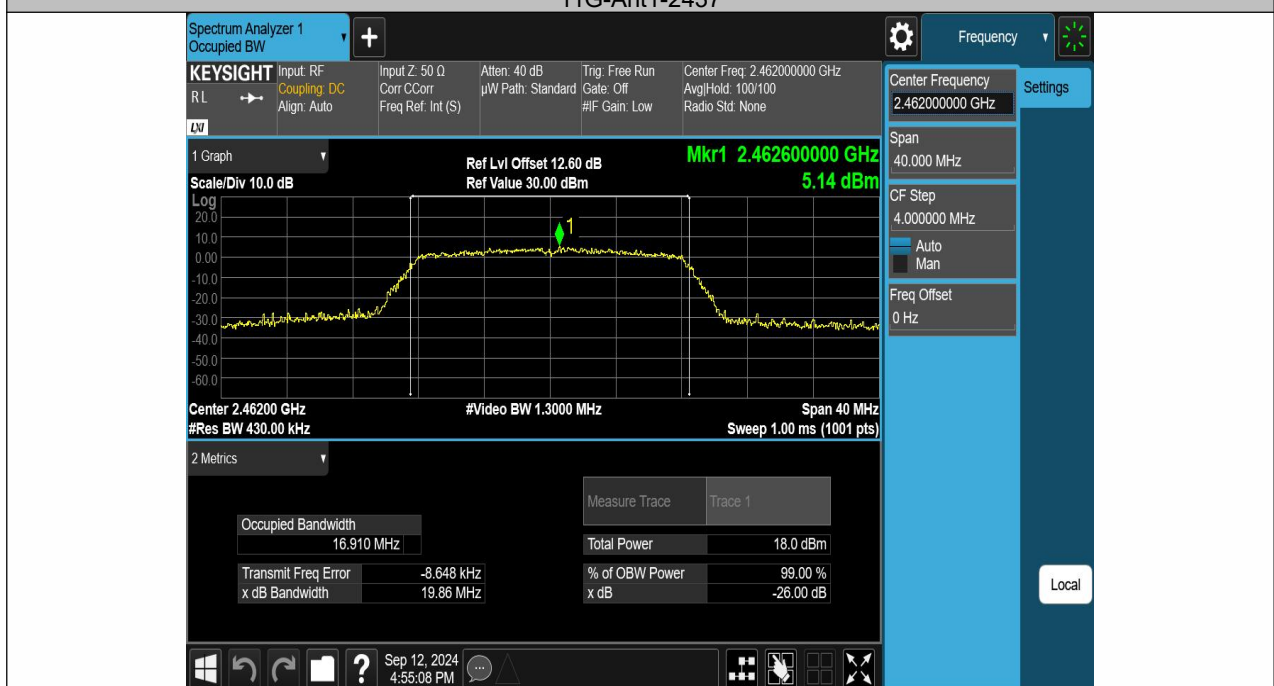 Spectrum Analyzer 1
Occupied BW
+
Frequency
KEYSIGHT
RL
LXI
Input: RF
Coupling: DC
Align: Auto
Input Z: 50 Ω
Corr CCorr
Freq Ref: Int (S)
Atten: 40 dB
µW Path: Standard
Trig: Free Run
Gate: Off
#IF Gain: Low
Center Freq: 2.462000000 GHz
Avg|Hold: 100/100
Radio Std: None
Center Frequency
2.462000000 GHz
Settings
Span
40.000 MHz
CF Step
4.000000 MHz
Auto
Man
Freq Offset
0 Hz
1 Graph
Scale/Div 10.0 dB
Ref Lvl Offset 12.60 dB
Ref Value 30.00 dBm
Mkr1 2.462600000 GHz
5.14 dBm
Log
20.0
10.0
0.00
-10.0
-20.0
-30.0
-40.0
-50.0
-60.0
1
Center 2.46200 GHz
#Video BW 1.3000 MHz
Span 40 MHz
#Res BW 430.00 kHz
Sweep 1.00 ms (1001 pts)
2 Metrics
Measure Trace Trace 1
Occupied Bandwidth
16.910 MHz
Total Power 18.0 dBm
Transmit Freq Error -8.648 kHz
% of OBW Power 99.00 %
x dB Bandwidth 19.86 MHz
x dB -26.00 dB
Local
?
Sep 12, 2024
4:55:08 PM